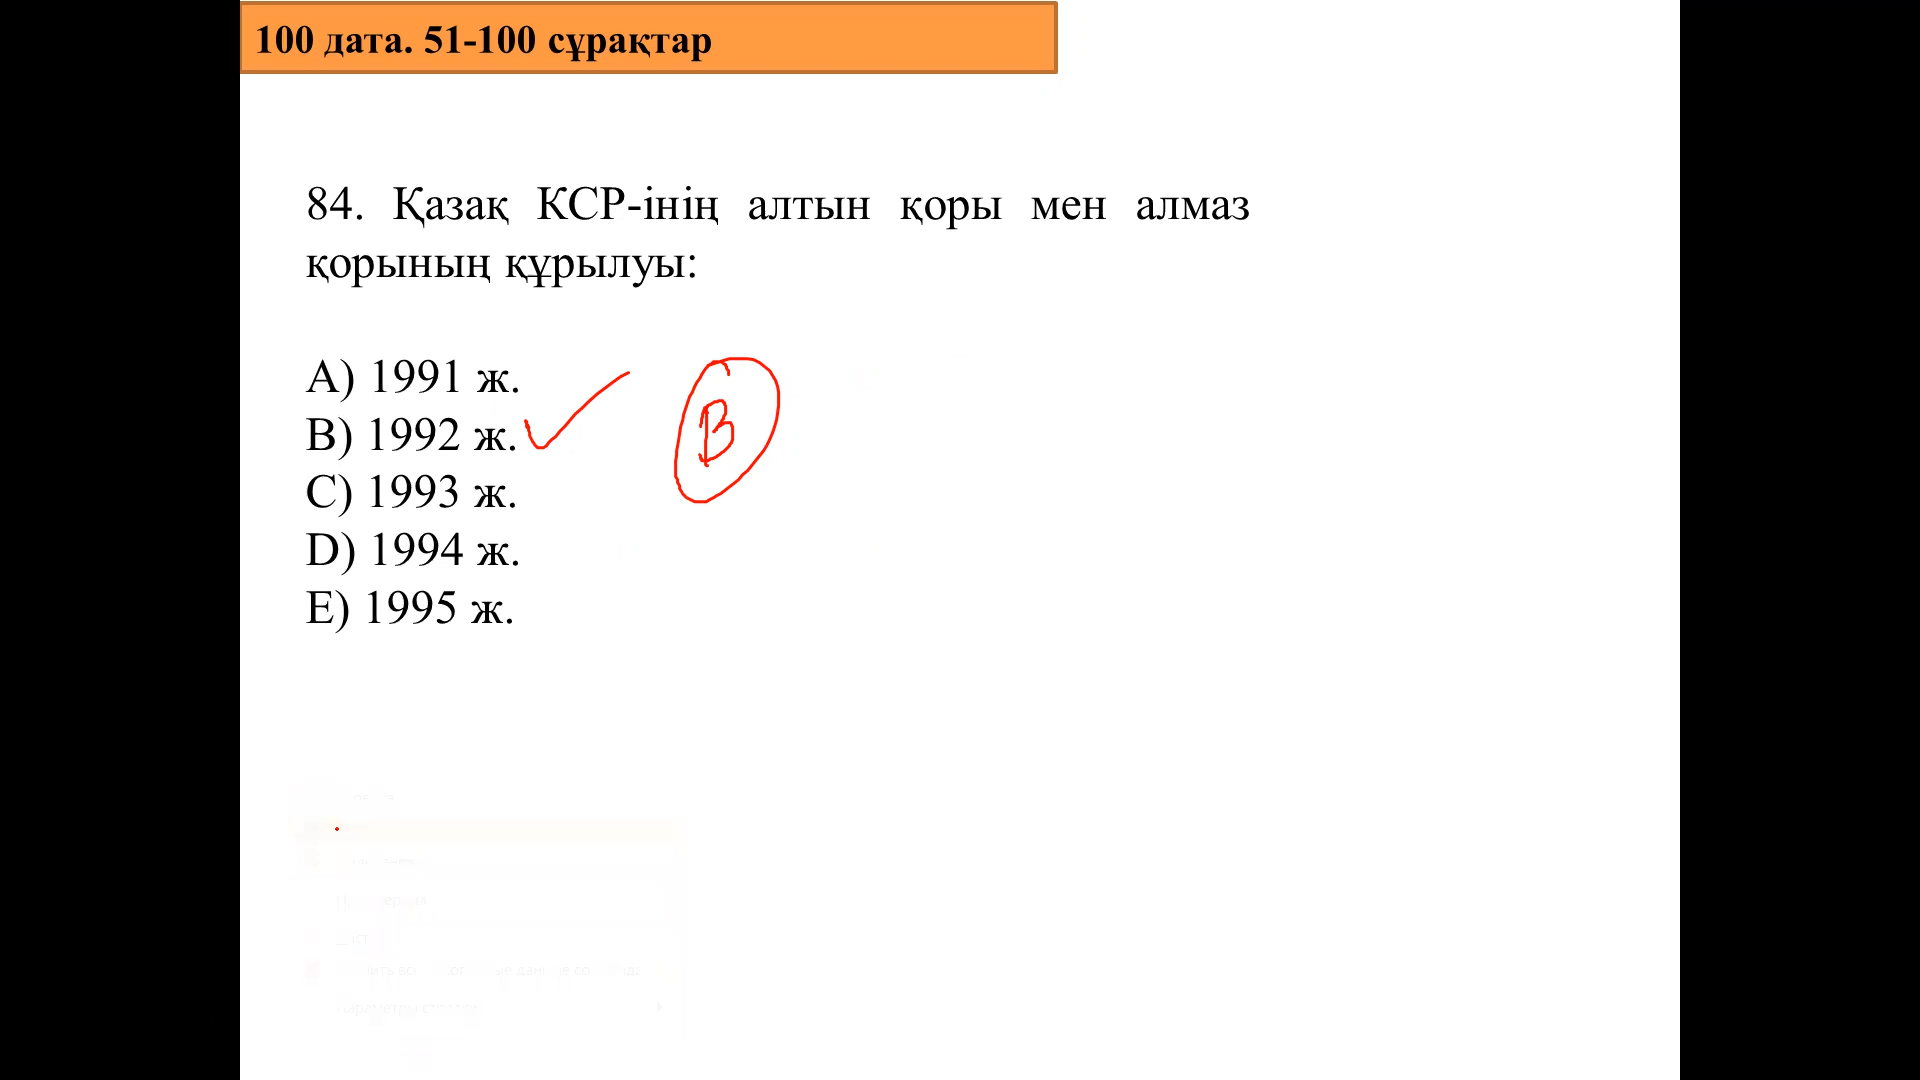 100 дата. 51-100 сұрақтар
84. Қазақ КСР-інің алтын қоры мен алмаз
қорының құрылуы:
A) 1991 ж.
B) 1992 ж.
B
C) 1993 ж.
D) 1994 ж.
E) 1995 ж.